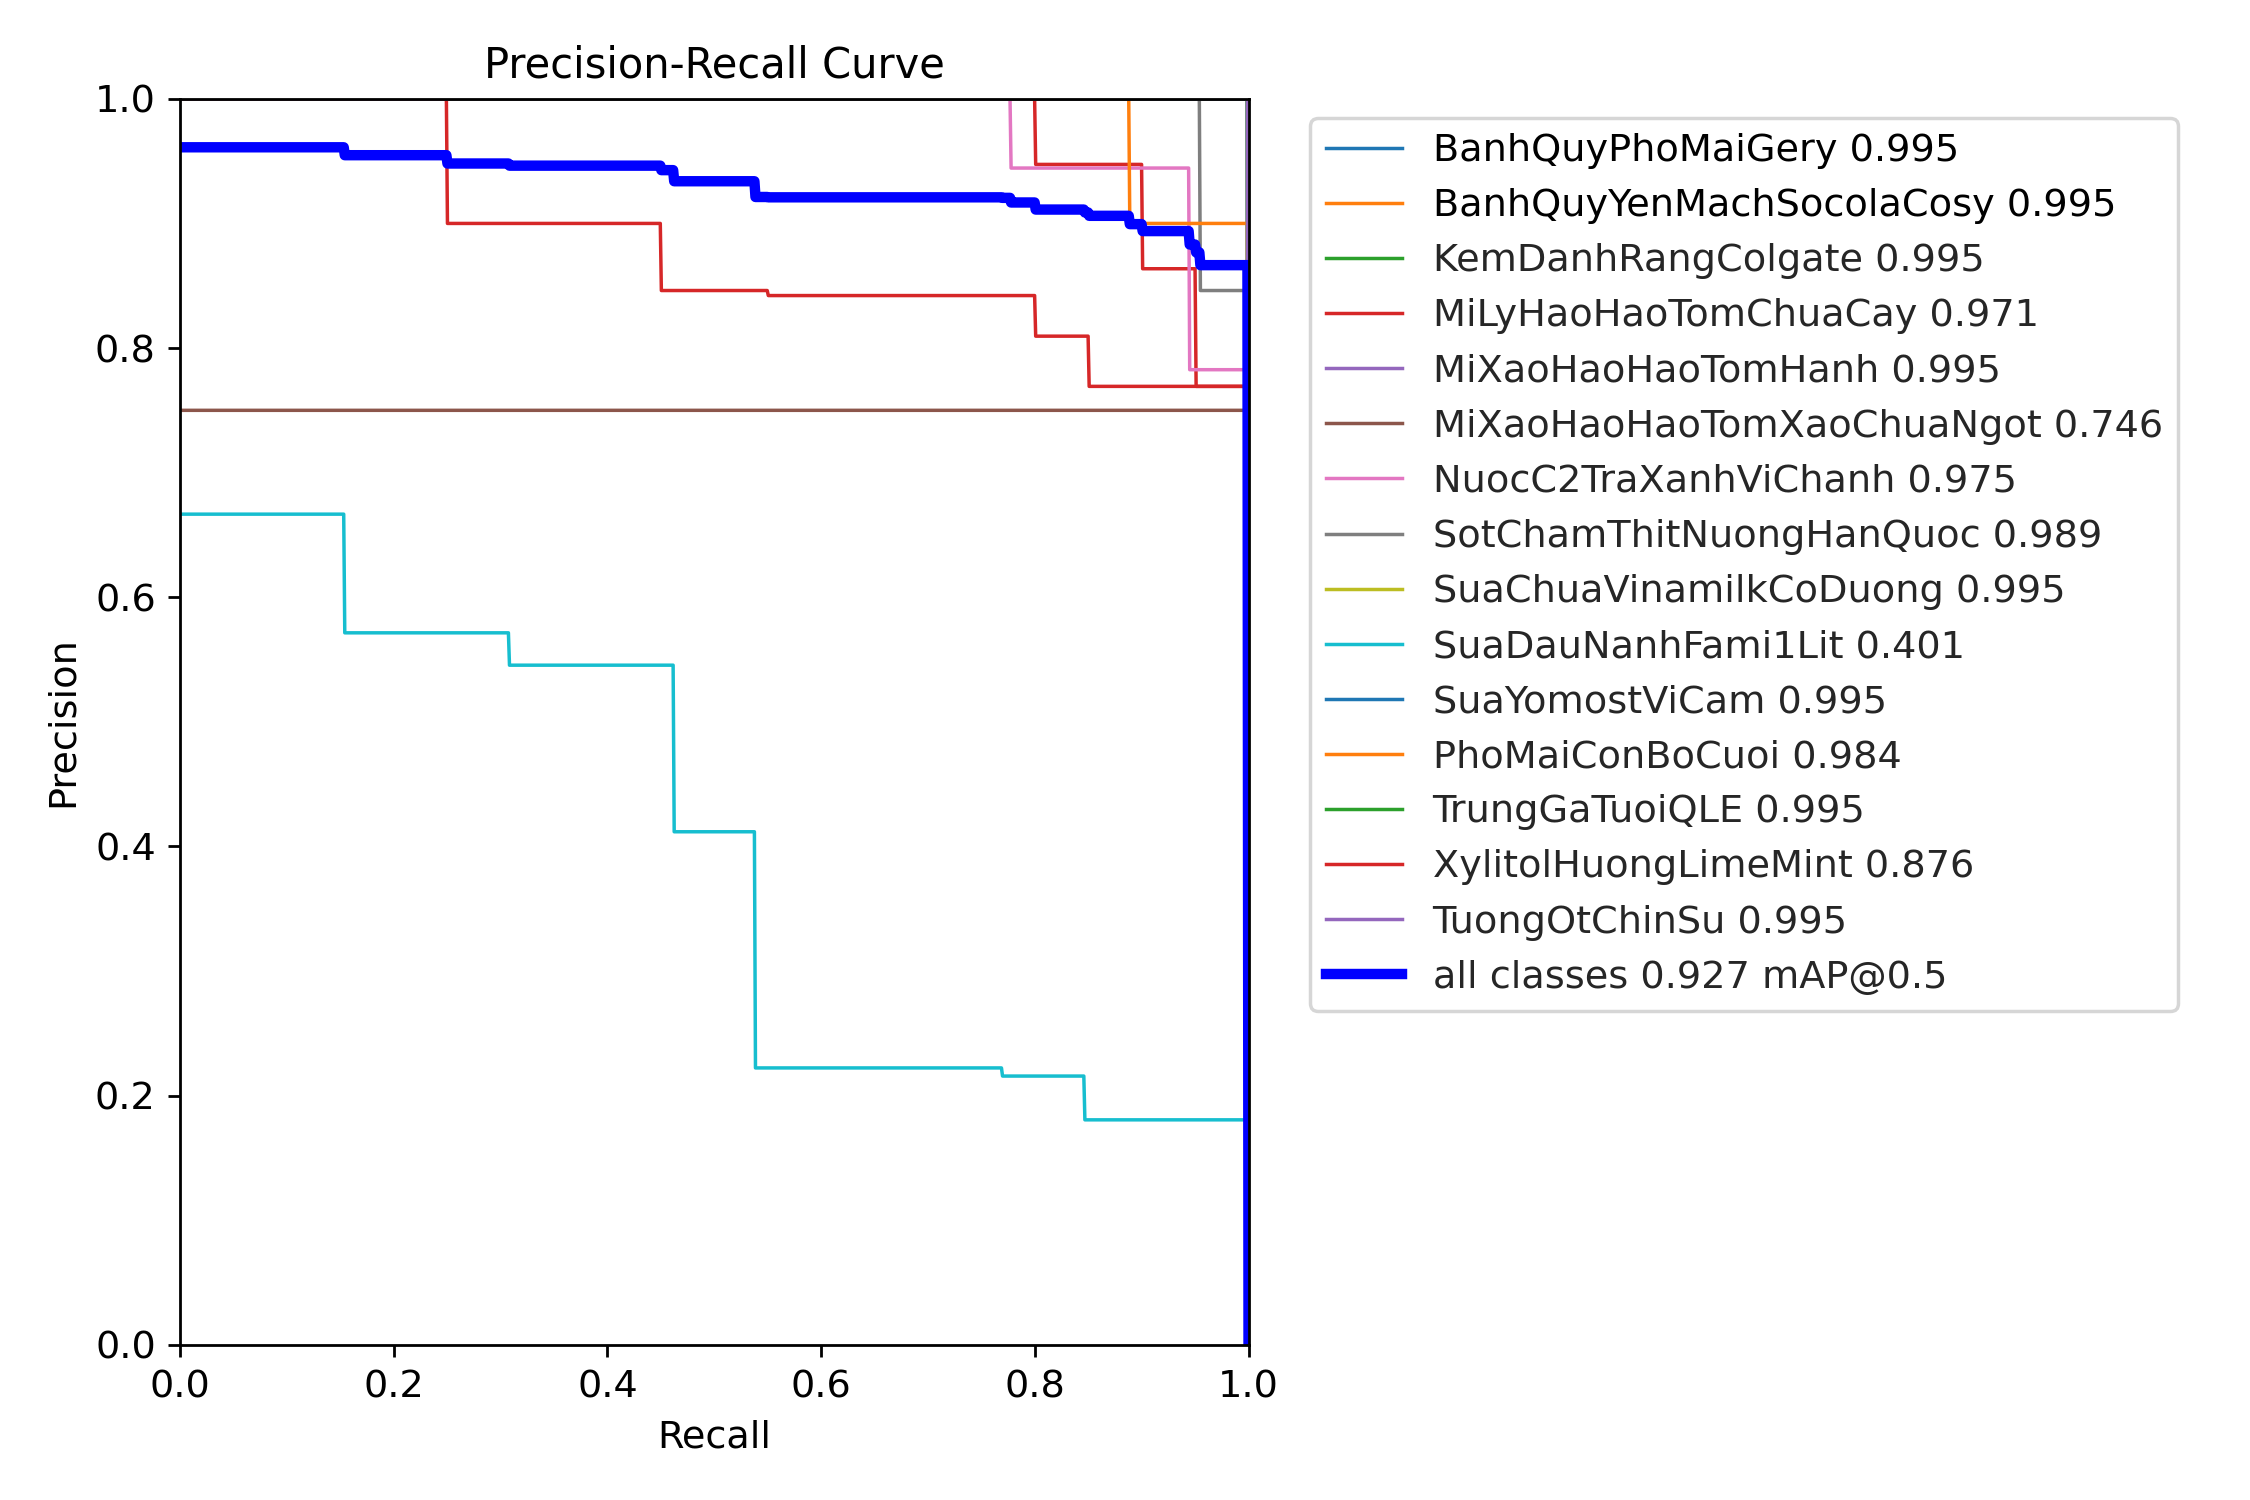 Precision-Recall Curve
1.0
0.8
0.6
0.4
0.2
0.0
Precision
0.0 0.2 0.4 0.6 0.8 1.0
Recall
BanhQuyPhoMaiGery 0.995
BanhQuyYenMachSocolaCosy 0.995
KemDanhRangColgate 0.995
MiLyHaoHaoTomChuaCay 0.971
MiXaoHaoHaoTomHanh 0.995
MiXaoHaoHaoTomXaoChuaNgot 0.746
NuocC2TraXanhViChanh 0.975
SotChamThitNuongHanQuoc 0.989
SuaChuaVinamilkCoDuong 0.995
SuaDauNanhFami1Lit 0.401
SuaYomostViCam 0.995
PhoMaiConBoCuoi 0.984
TrungGaTuoiQLE 0.995
XylitolHuongLimeMint 0.876
TuongOtChinSu 0.995
all classes 0.927 mAP@0.5